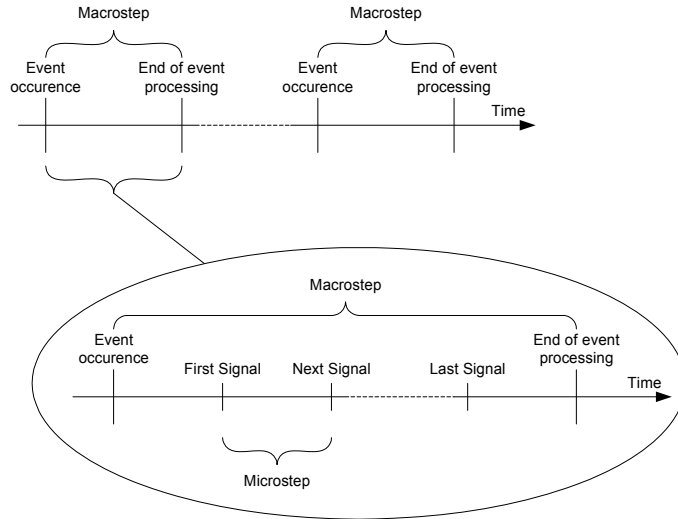 Macrostep
Macrostep
Event
occurence
End of event
processing
Event
occurence
End of event
processing
Time
Macrostep
Event
occurence
End of event
processing
First Signal
Next Signal
Last Signal
Time
Microstep